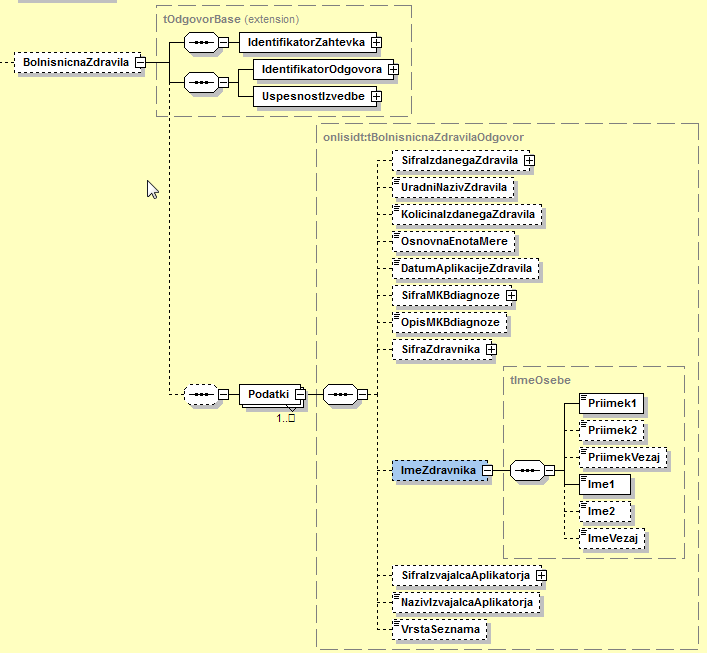 tOdgovorBase (extension)
BolnisnicnaZdravila
IdentifikatorZahtevka
IdentifikatorOdgovora
UspesnostIzvedbe
onlisidt:tBolnisnicnaZdravilaOdgovor
SifraIzdanegaZdravila
UradniNazivZdravila
KolicinaIzdanegaZdravila
OsnovnaEnotaMere
DatumAplikacijeZdravila
SifraMKBdiagnoze
OpisMKBdiagnoze
SifraZdravnika
Podatki
1..
tImeOsebe
Priimek1
Priimek2
PriimekVezaj
ImeZdravnika
Ime1
Ime2
ImeVezaj
SifraIzvajalcaAplikatorja
NazivIzvajalcaAplikatorja
VrstaSeznama